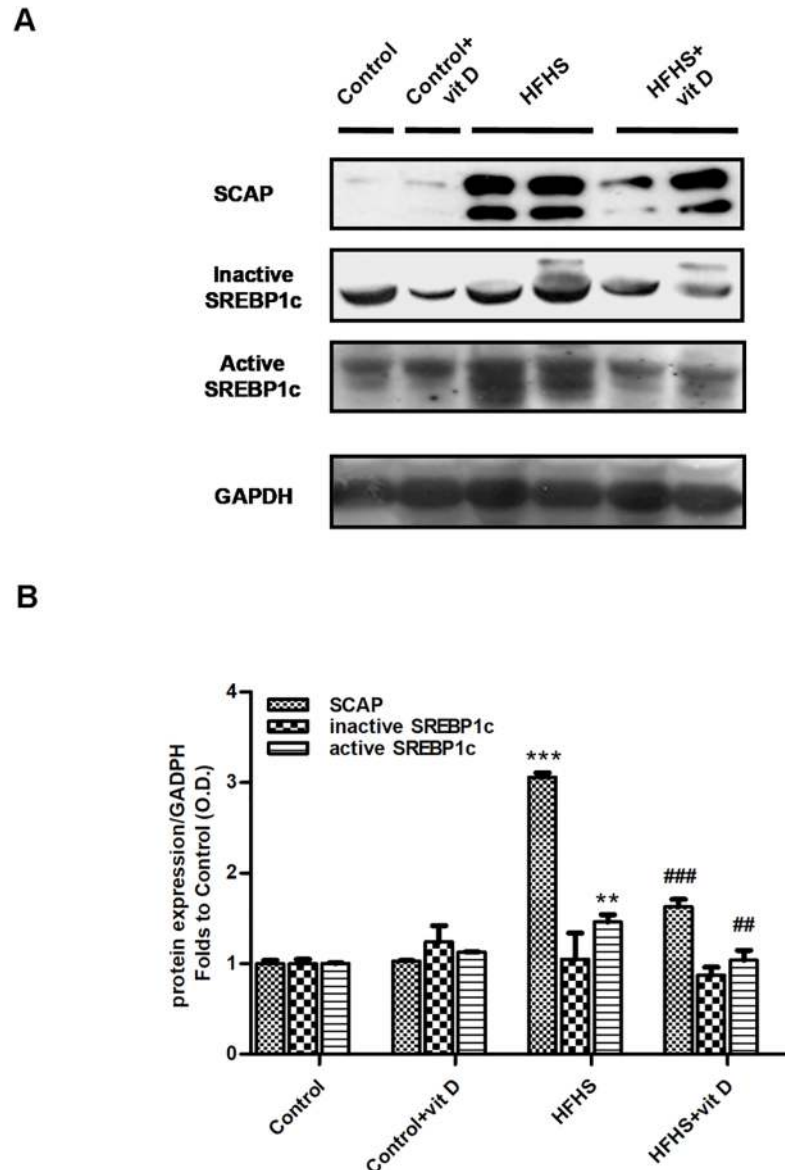 A
Control
Control+
vit D
HFHS
HFHS+
vit D
SCAP
Inactive
SREBP1c
Active
SREBP1c
GAPDH
B
protein expression/GADPH
Folds to Control (O.D.)
4
3
2
1
0
SCAP
inactive SREBP1c
active SREBP1c
***
**
###
##
Control
Control+vit D
HFHS
HFHS+vit D